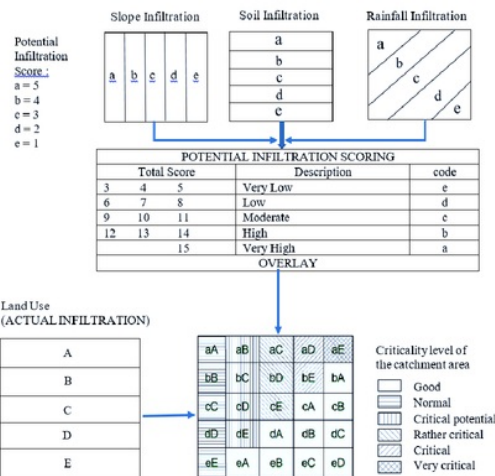 Slope Infiltration
Soil Infiltration
Rainfall Infiltration
Potential
Infiltration
Score :
a = 5
b = 4
c = 3
d = 2
e = 1
a b c d e
a
b
c
d
e
a
b
c
d
e
POTENTIAL INFILTRATION SCORING
Total Score Description code
3 4 5 Very Low e
6 7 8 Low d
9 10 11 Moderate c
12 13 14 High b
15 Very High a
OVERLAY
Land Use
(ACTUAL INFILTRATION)
A
B
C
D
E
aA aB aC aD aE
bB bC bD bE bA
cC cD cE cA cB
dD dE dA dB dC
eE eA eB eC eD
Criticality level of
the catchment area
Good
Normal
Critical potential
Rather critical
Critical
Very critical